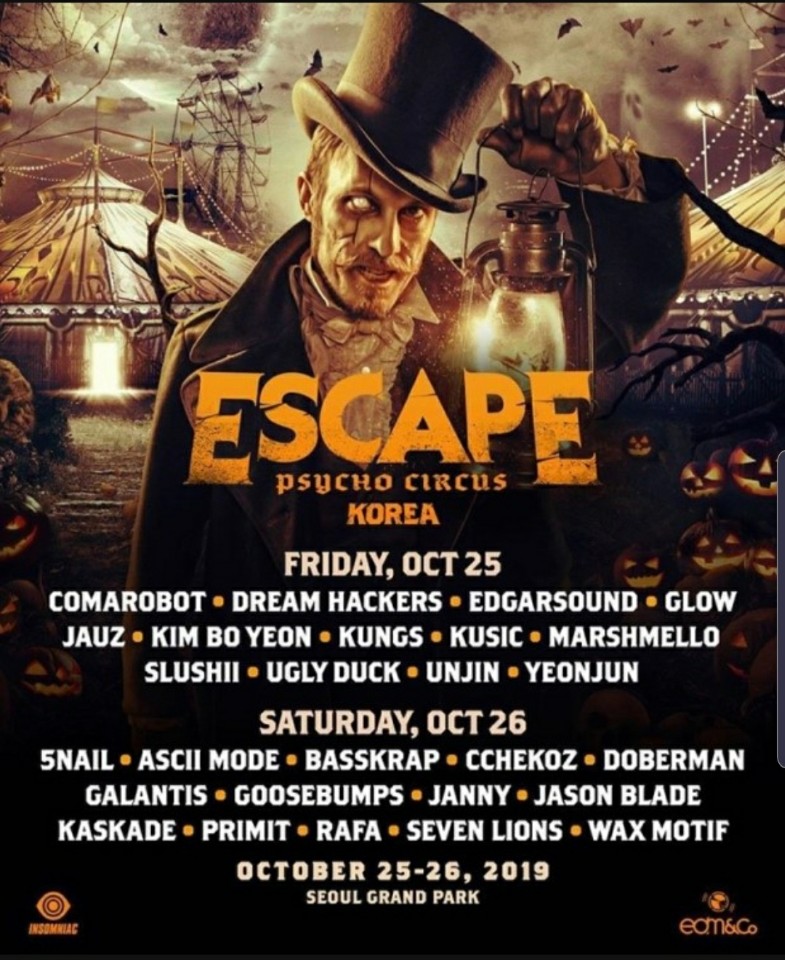 ESCAPE
PSYCHO CIRCUS
KOREA
FRIDAY, OCT 25
COMAROBOT • DREAM HACKERS • EDGARSOUND • GLOW
JAUZ • KIM BO YEON • KUNGS • KUSIC • MARSHMELLO
SLUSHII • UGLY DUCK • UNJIN • YEONJUN
SATURDAY, OCT 26
5NAIL • ASCII MODE • BASSKRAP • CCHEKOZ • DOBERMAN
GALANTIS • GOOSEBUMPS • JANNY • JASON BLADE
KASKADE • PRIMIT • RAFA • SEVEN LIONS • WAX MOTIF
OCTOBER 25-26, 2019
SEOUL GRAND PARK
INSOMNIAC
EDM&Co